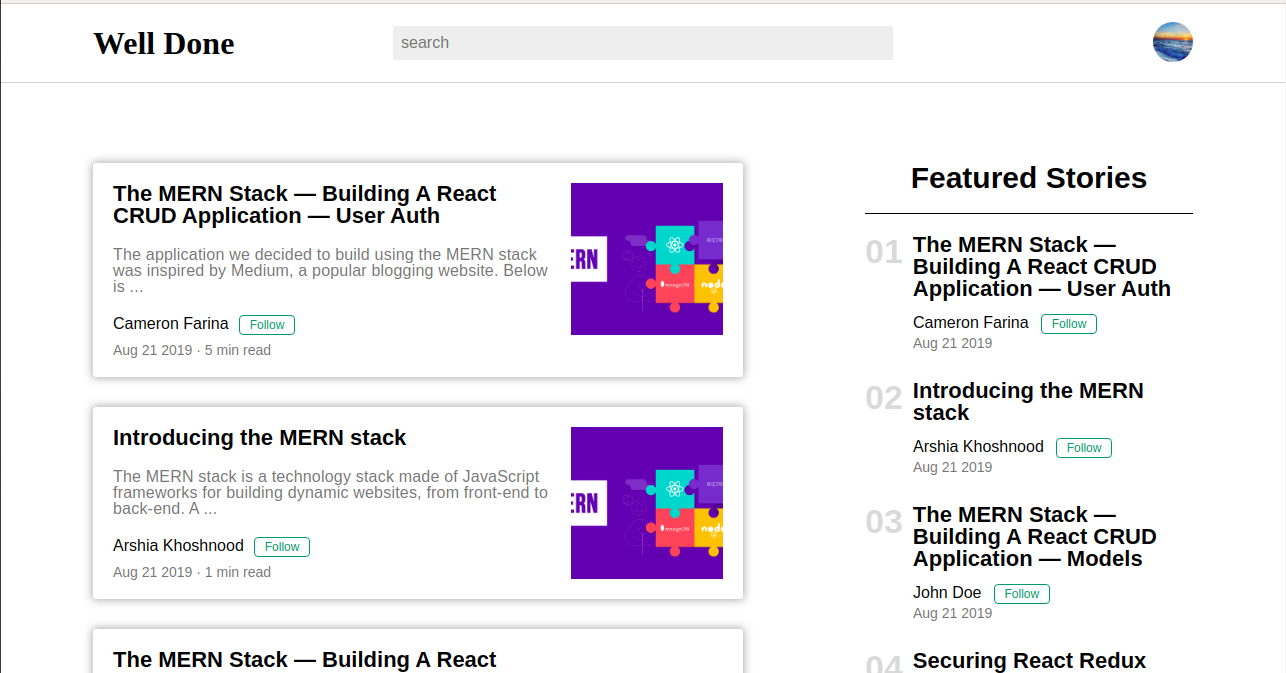 Well Done
search
The MERN Stack — Building A React
CRUD Application — User Auth
The application we decided to build using the MERN stack
was inspired by Medium, a popular blogging website. Below
is ...
Cameron Farina Follow
Aug 21 2019 · 5 min read
ERN
mongoDB
node
Introducing the MERN stack
The MERN stack is a technology stack made of JavaScript
frameworks for building dynamic websites, from front-end to
back-end. A ...
Arshia Khoshnood Follow
Aug 21 2019 · 1 min read
ERN
mongoDB
node
The MERN Stack — Building A React
Featured Stories
01 The MERN Stack —
Building A React CRUD
Application — User Auth
Cameron Farina Follow
Aug 21 2019
02 Introducing the MERN
stack
Arshia Khoshnood Follow
Aug 21 2019
03 The MERN Stack —
Building A React CRUD
Application — Models
John Doe Follow
Aug 21 2019
04 Securing React Redux